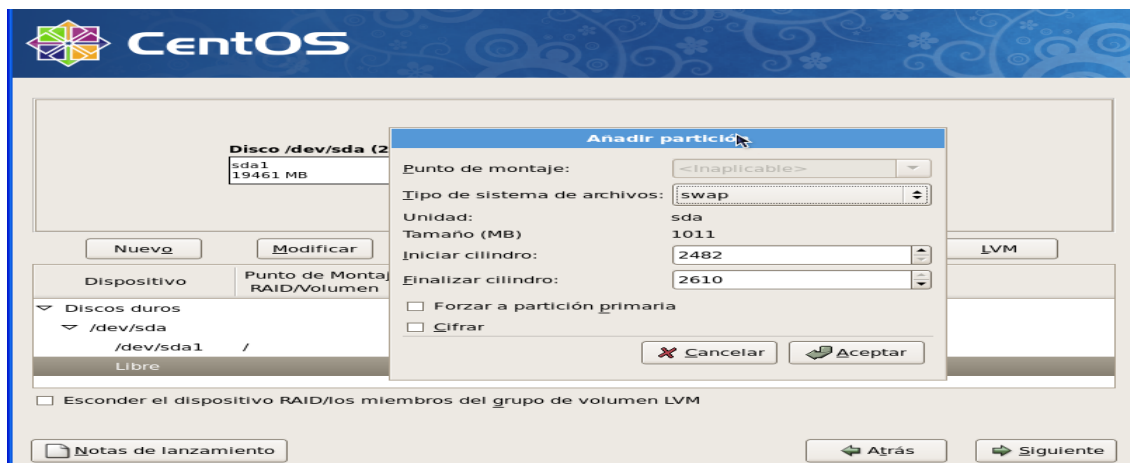 CentOS
Disco /dev/sda (2
sda1
19461 MB
Añadir partición
Punto de montaje: <Inaplicable>
Tipo de sistema de archivos: swap
Unidad: sda
Tamaño (MB) 1011
Iniciar cilindro: 2482
Finalizar cilindro: 2610
Forzar a partición primaria
Cifrar
Cancelar Aceptar
Nuevo Modificar LVM
Dispositivo Punto de Montaj
RAID/Volumen
Discos duros
/dev/sda
/dev/sda1 /
Libre
Esconder el dispositivo RAID/los miembros del grupo de volumen LVM
Notas de lanzamiento Atrás Siguiente